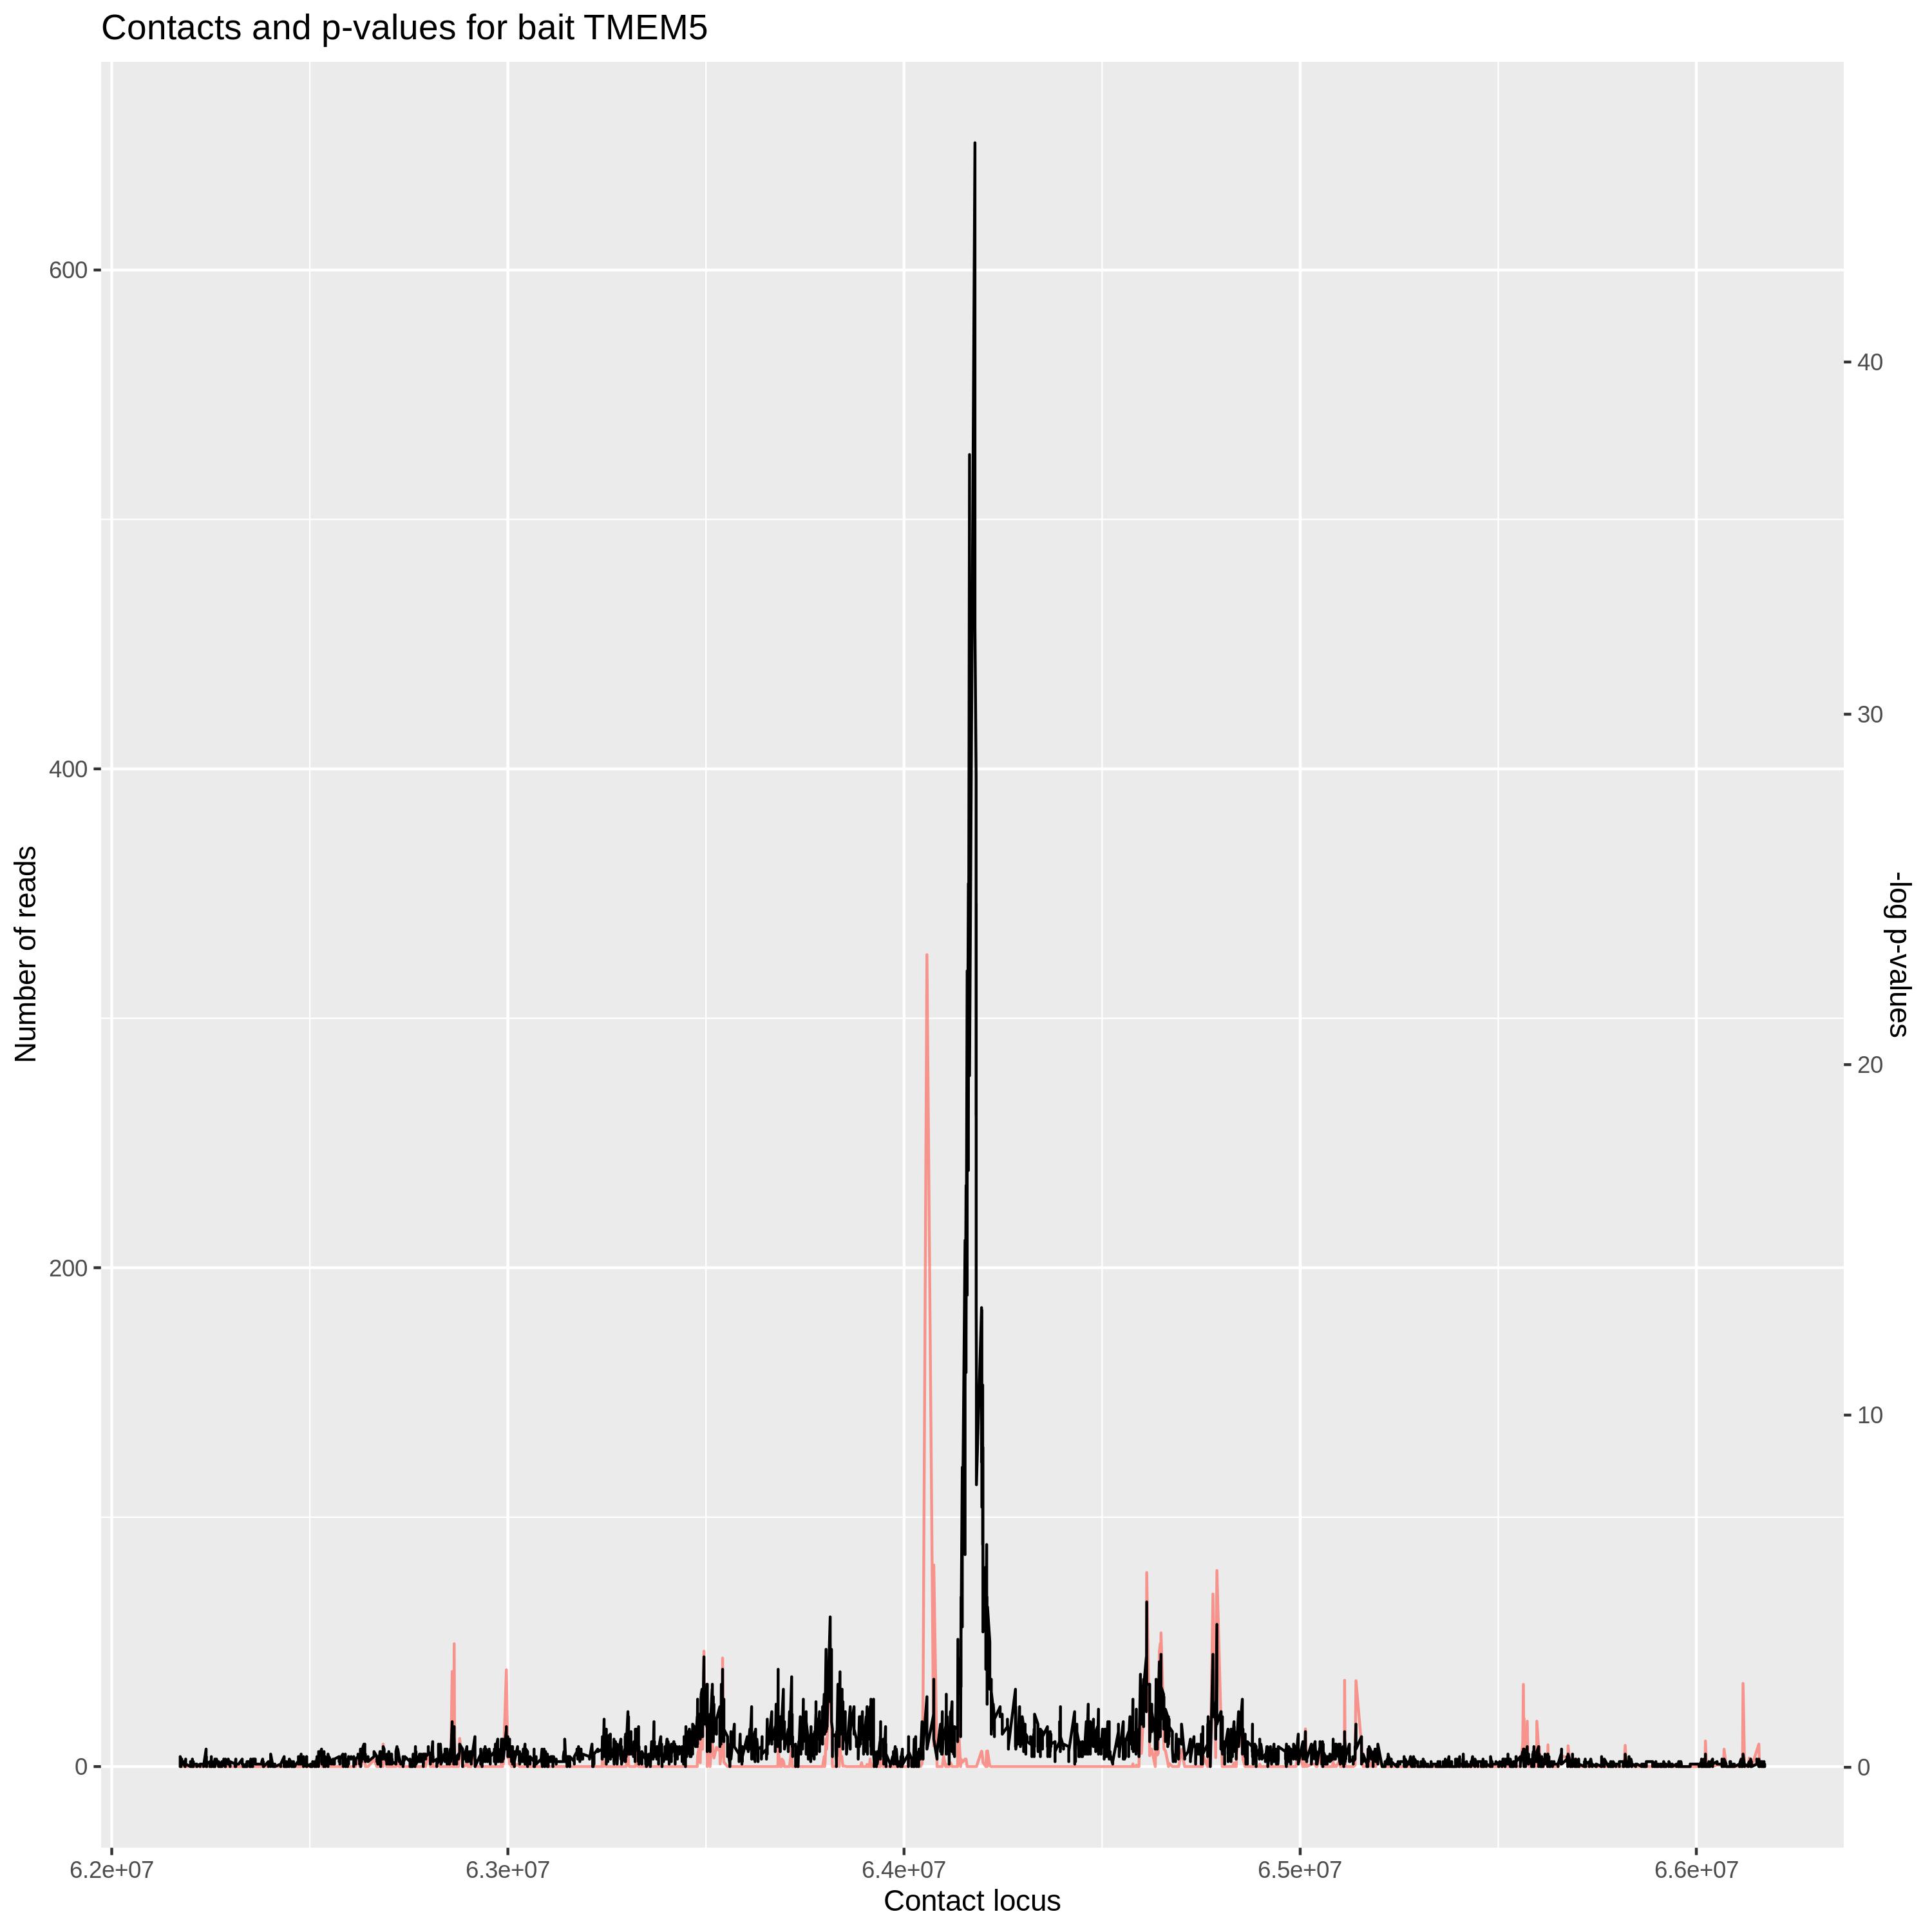 Contacts and p-values for bait TMEM5
600
400
200
0
Number of reads
40
30
20
10
0
-log p-values
6.2e+07 6.3e+07 6.4e+07 6.5e+07 6.6e+07
Contact locus